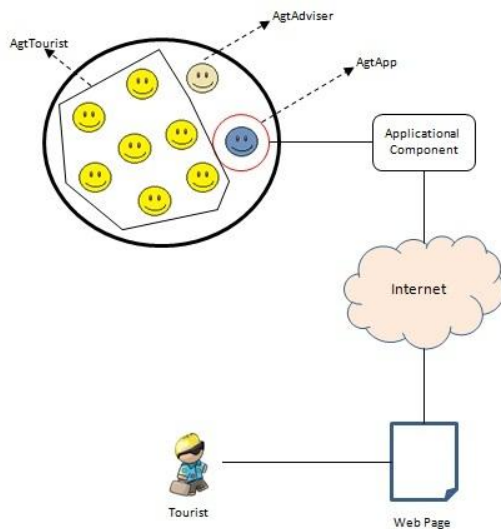 AgtAdviser
AgtTourist
AgtApp
Applicational
Component
Internet
Tourist
Web Page